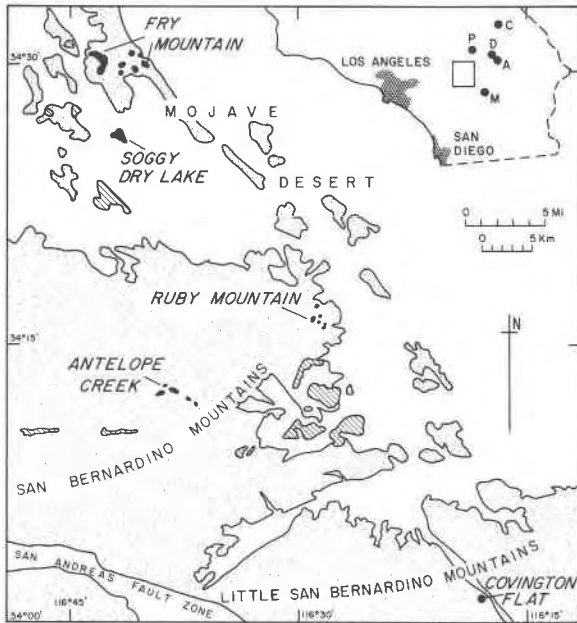 FRY
MOUNTAIN
34°30'
MOJAVE
DESERT
SOGGY
DRY LAKE
LOS ANGELES
SAN
DIEGO
P
C
D
A
M
5 Mi
5 Km
N
RUBY MOUNTAIN
34°15'
ANTELOPE
CREEK
SAN BERNARDINO MOUNTAINS
SAN ANDREAS FAULT ZONE
LITTLE SAN BERNARDINO MOUNTAINS
COVINGTON
FLAT
34°00'
116°45'
116°30'
116°15'